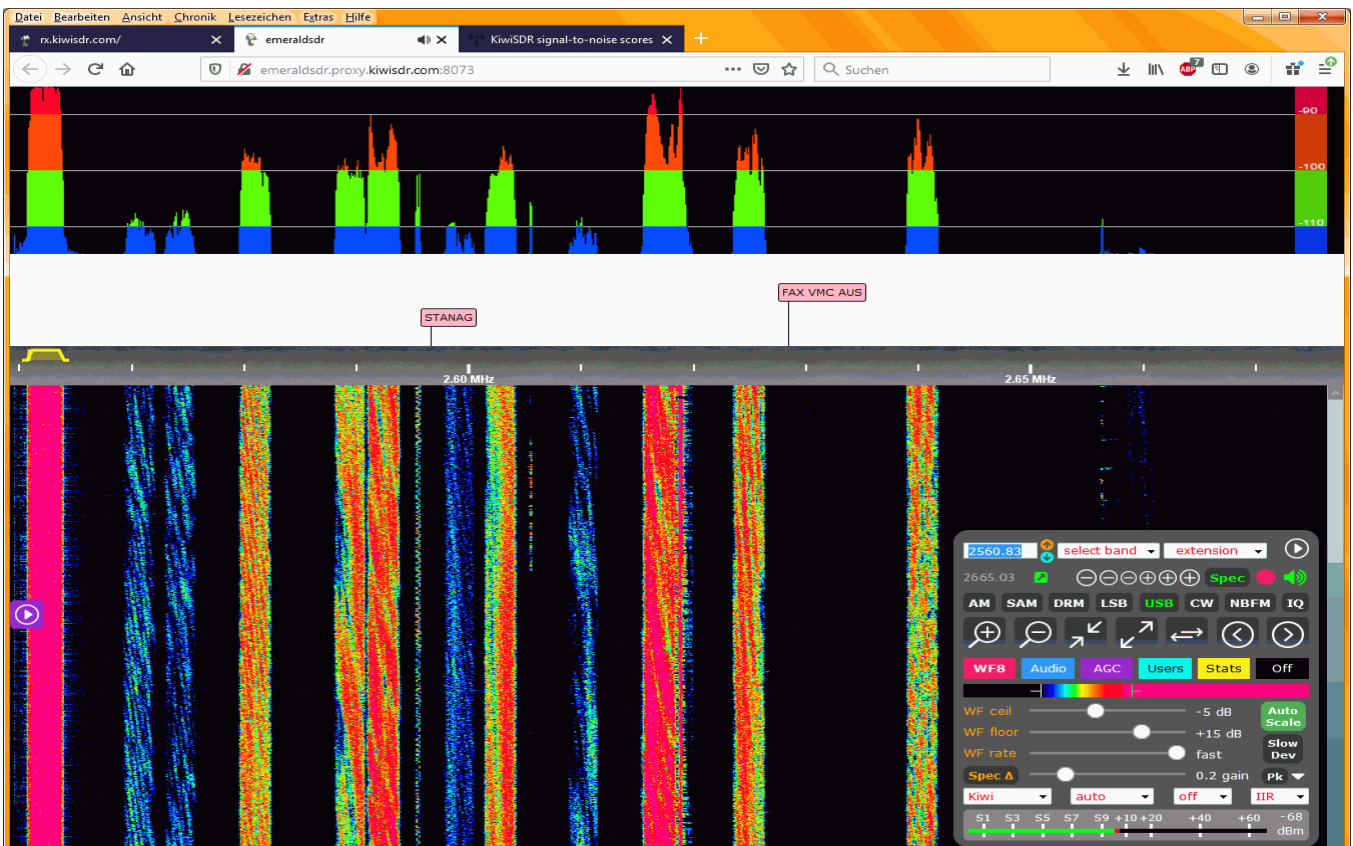 Datei Bearbeiten Ansicht Chronik Lesezeichen Extras Hilfe
rx.kiwisdr.com/ emeraldsdr KiwiSDR signal-to-noise scores
emeraldsdr.proxy.kiwisdr.com:8073 Suchen ABP 7
-90
-100
-110
FAX VMC AUS
STANAG
2.60 MHz 2.65 MHz
2560.83 select band extension
2665.03 Spec
AM SAM DRM LSB USB CW NBFM IQ
WF8 Audio AGC Users Stats Off
WF ceil -5 dB Auto Scale
WF floor +15 dB
WF rate fast Slow Dev
Spec Δ 0.2 gain Pk
Kiwi auto off IIR
S1 S3 S5 S7 S9 +10 +20 +40 +60 -68 dBm